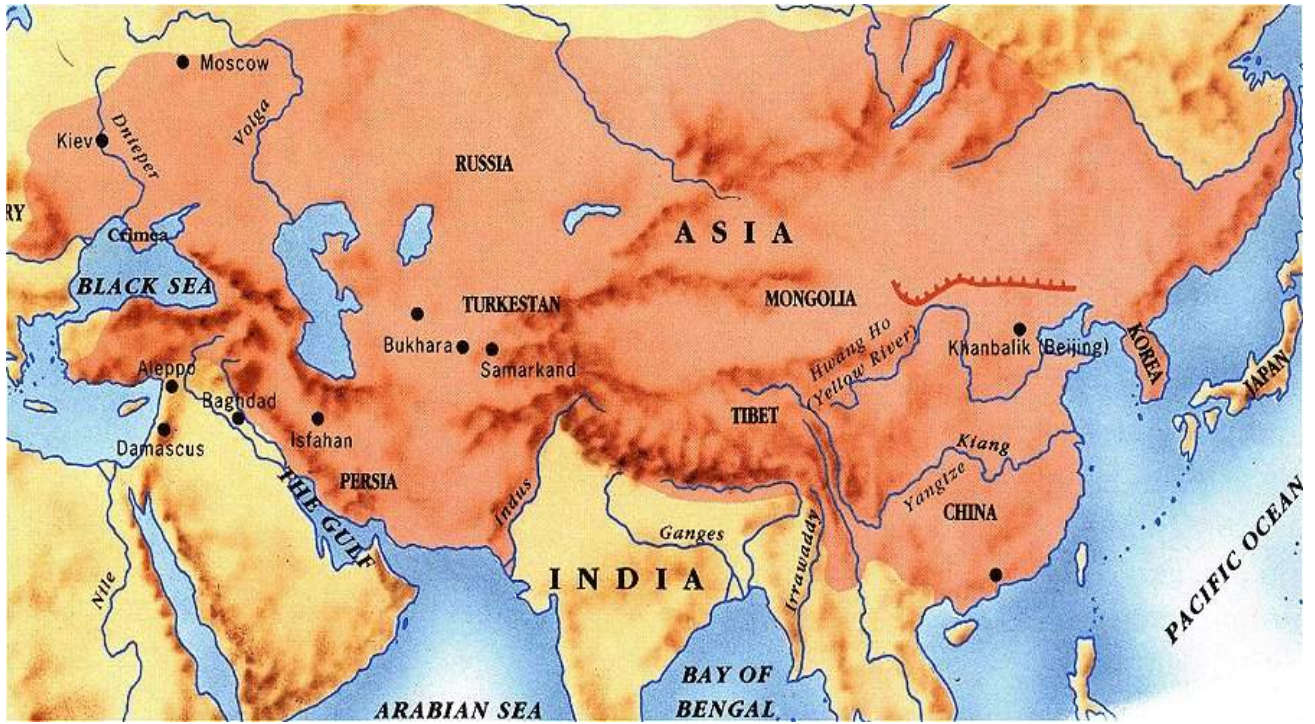 Moscow
Kiev
Dnieper
Volga
RUSSIA
RY
Crimea
ASIA
BLACK SEA
TURKESTAN
MONGOLIA
Bukhara
Samarkand
Hwang Ho
(Yellow River)
Khanbalik (Beijing)
KOREA
JAPAN
Aleppo
Baghdad
Isfahan
Damascus
TIBET
PERSIA
THE GULF
Indus
Kiang
Yangtze
CHINA
Ganges
Irrawaddy
INDIA
Nile
PACIFIC OCEAN
BAY OF
BENGAL
ARABIAN SEA